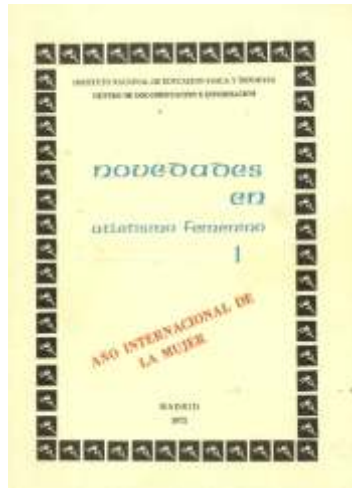 INSTITUTO NACIONAL DE EDUCACION FISICA Y DEPORTES
CENTRO DE DOCUMENTACION E INFORMACION
novedades
en
atletismo femenino
1
AÑO INTERNACIONAL DE
LA MUJER
MADRID
1975